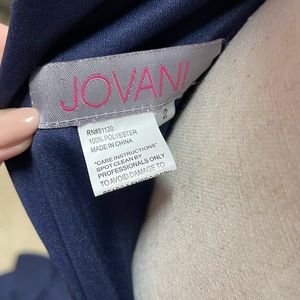 JOVANI
2
RN#81120
100% POLYESTER
MADE IN CHINA
"CARE INSTRUCTIONS"
SPOT CLEAN BY
PROFESSIONALS ONLY
TO AVOID DAMAGE TO